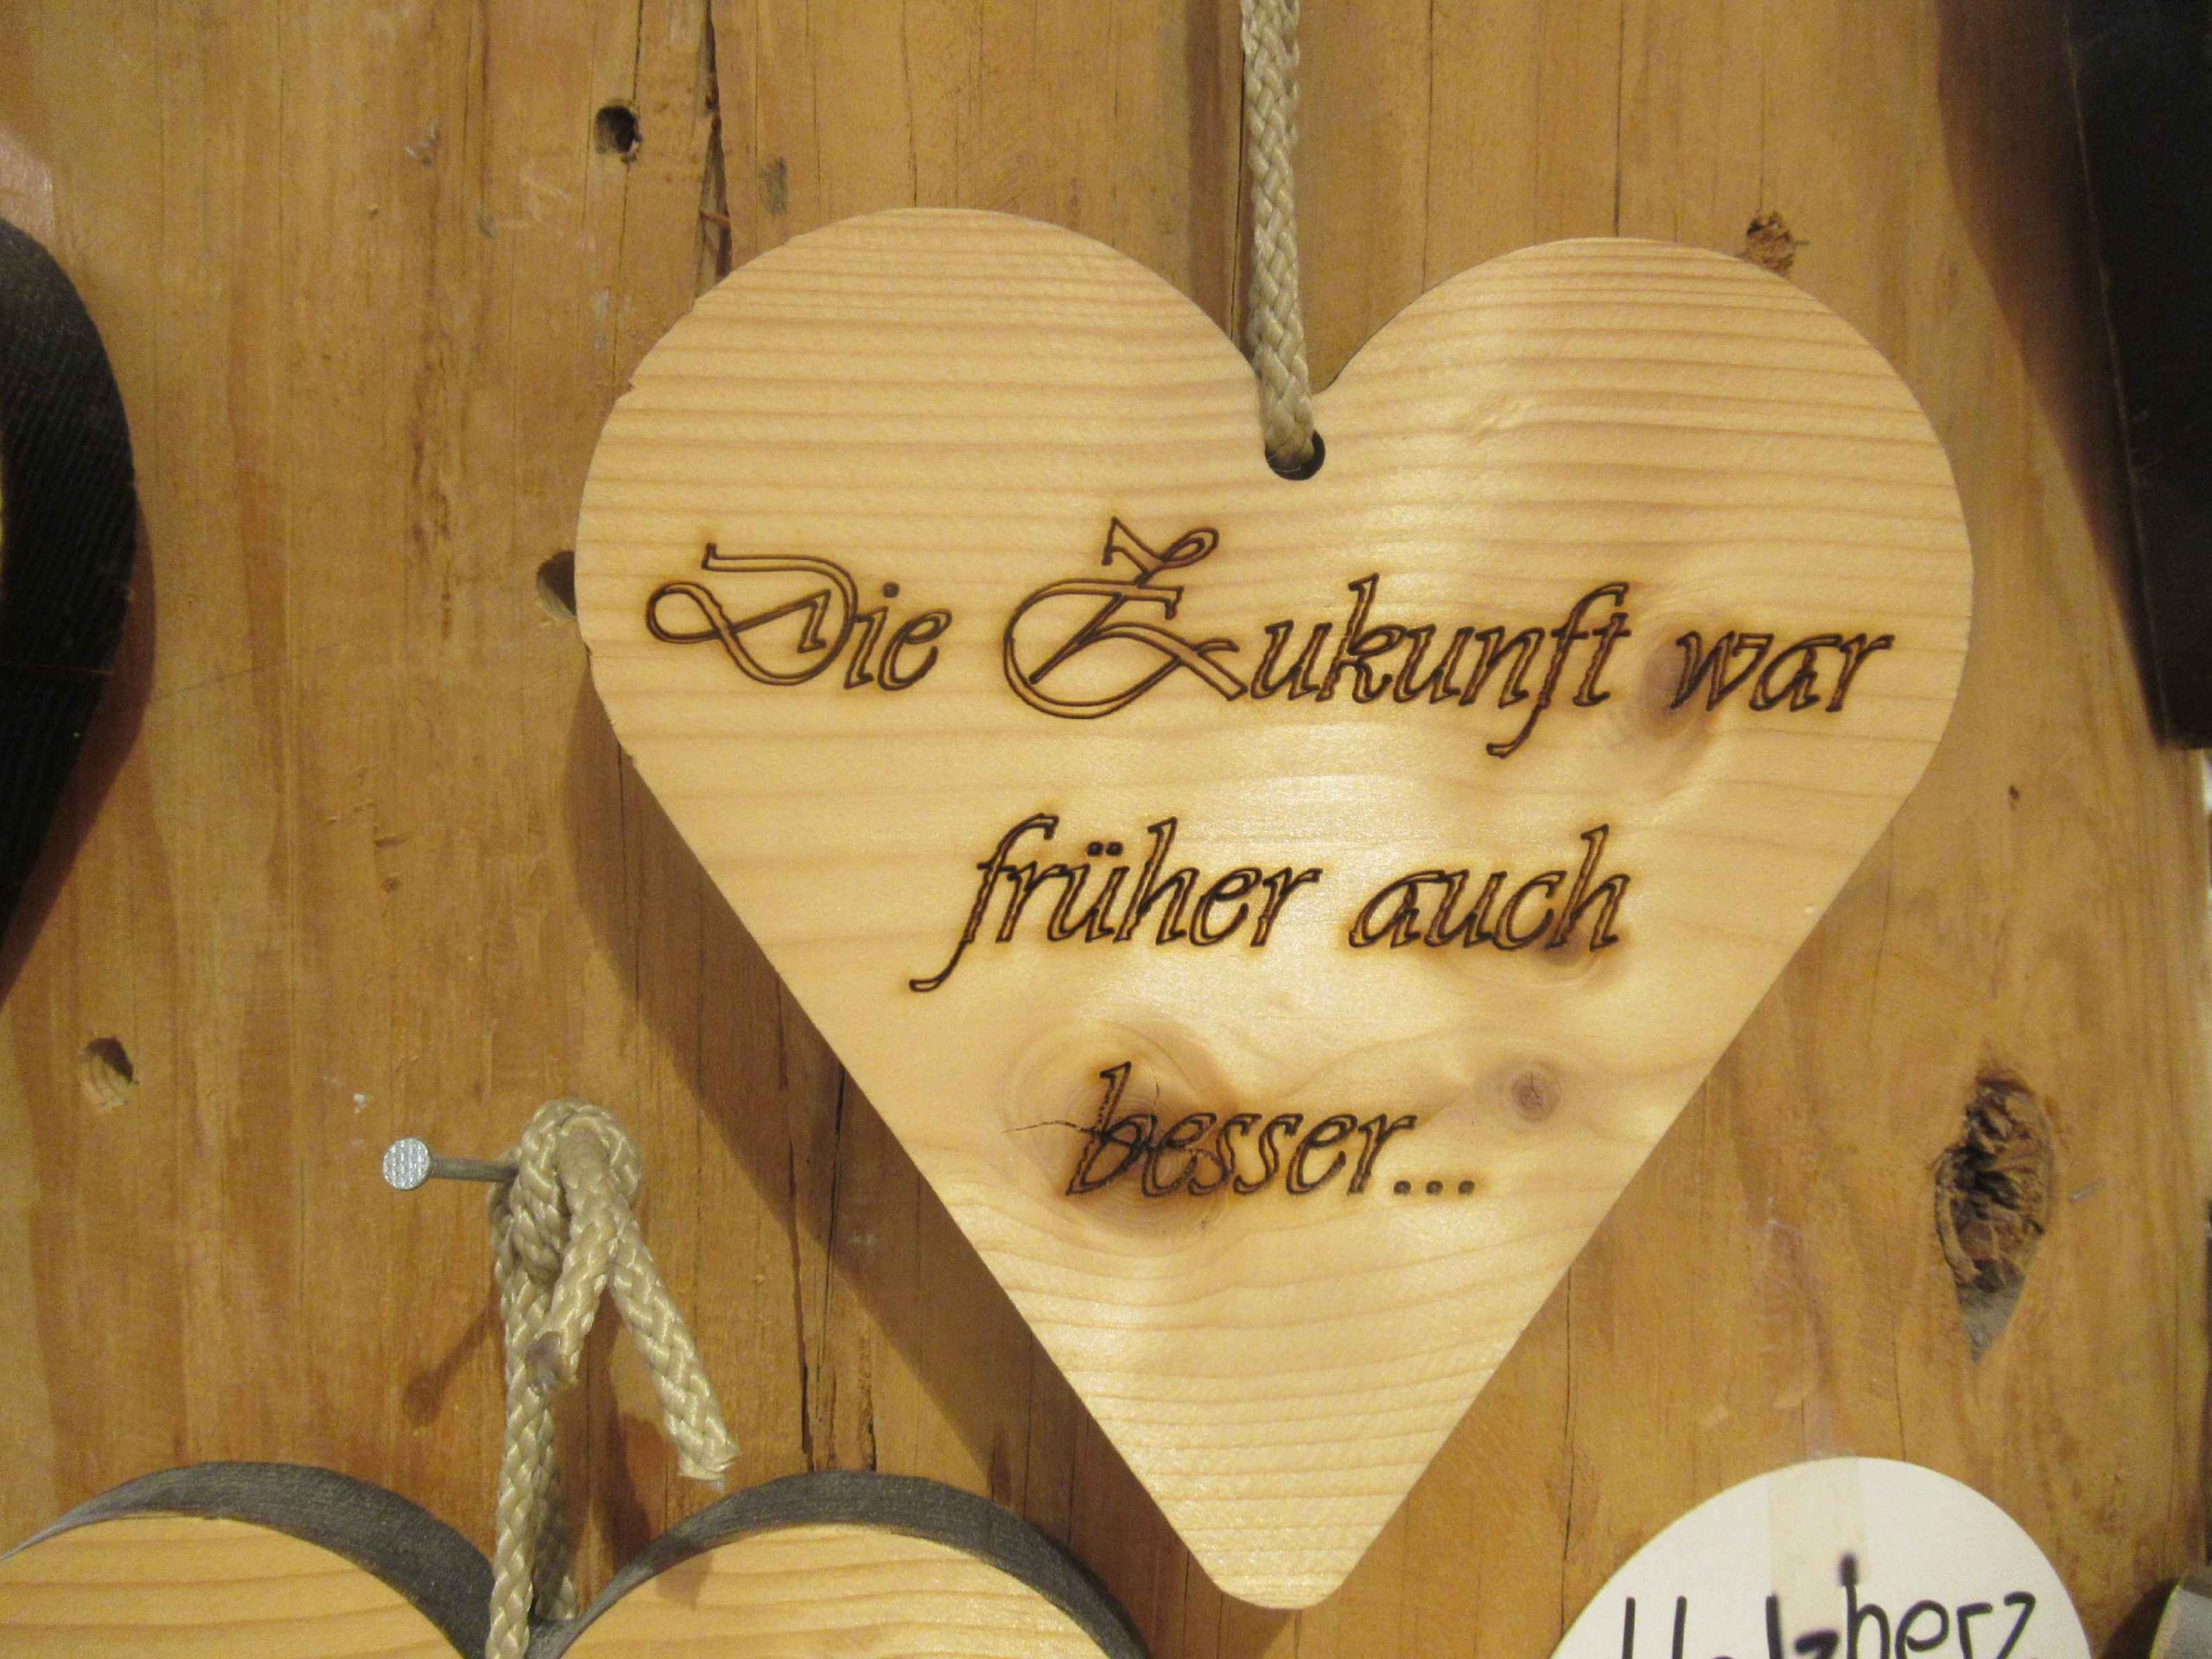 Die Zukunft war
früher auch
besser...
Holzherz